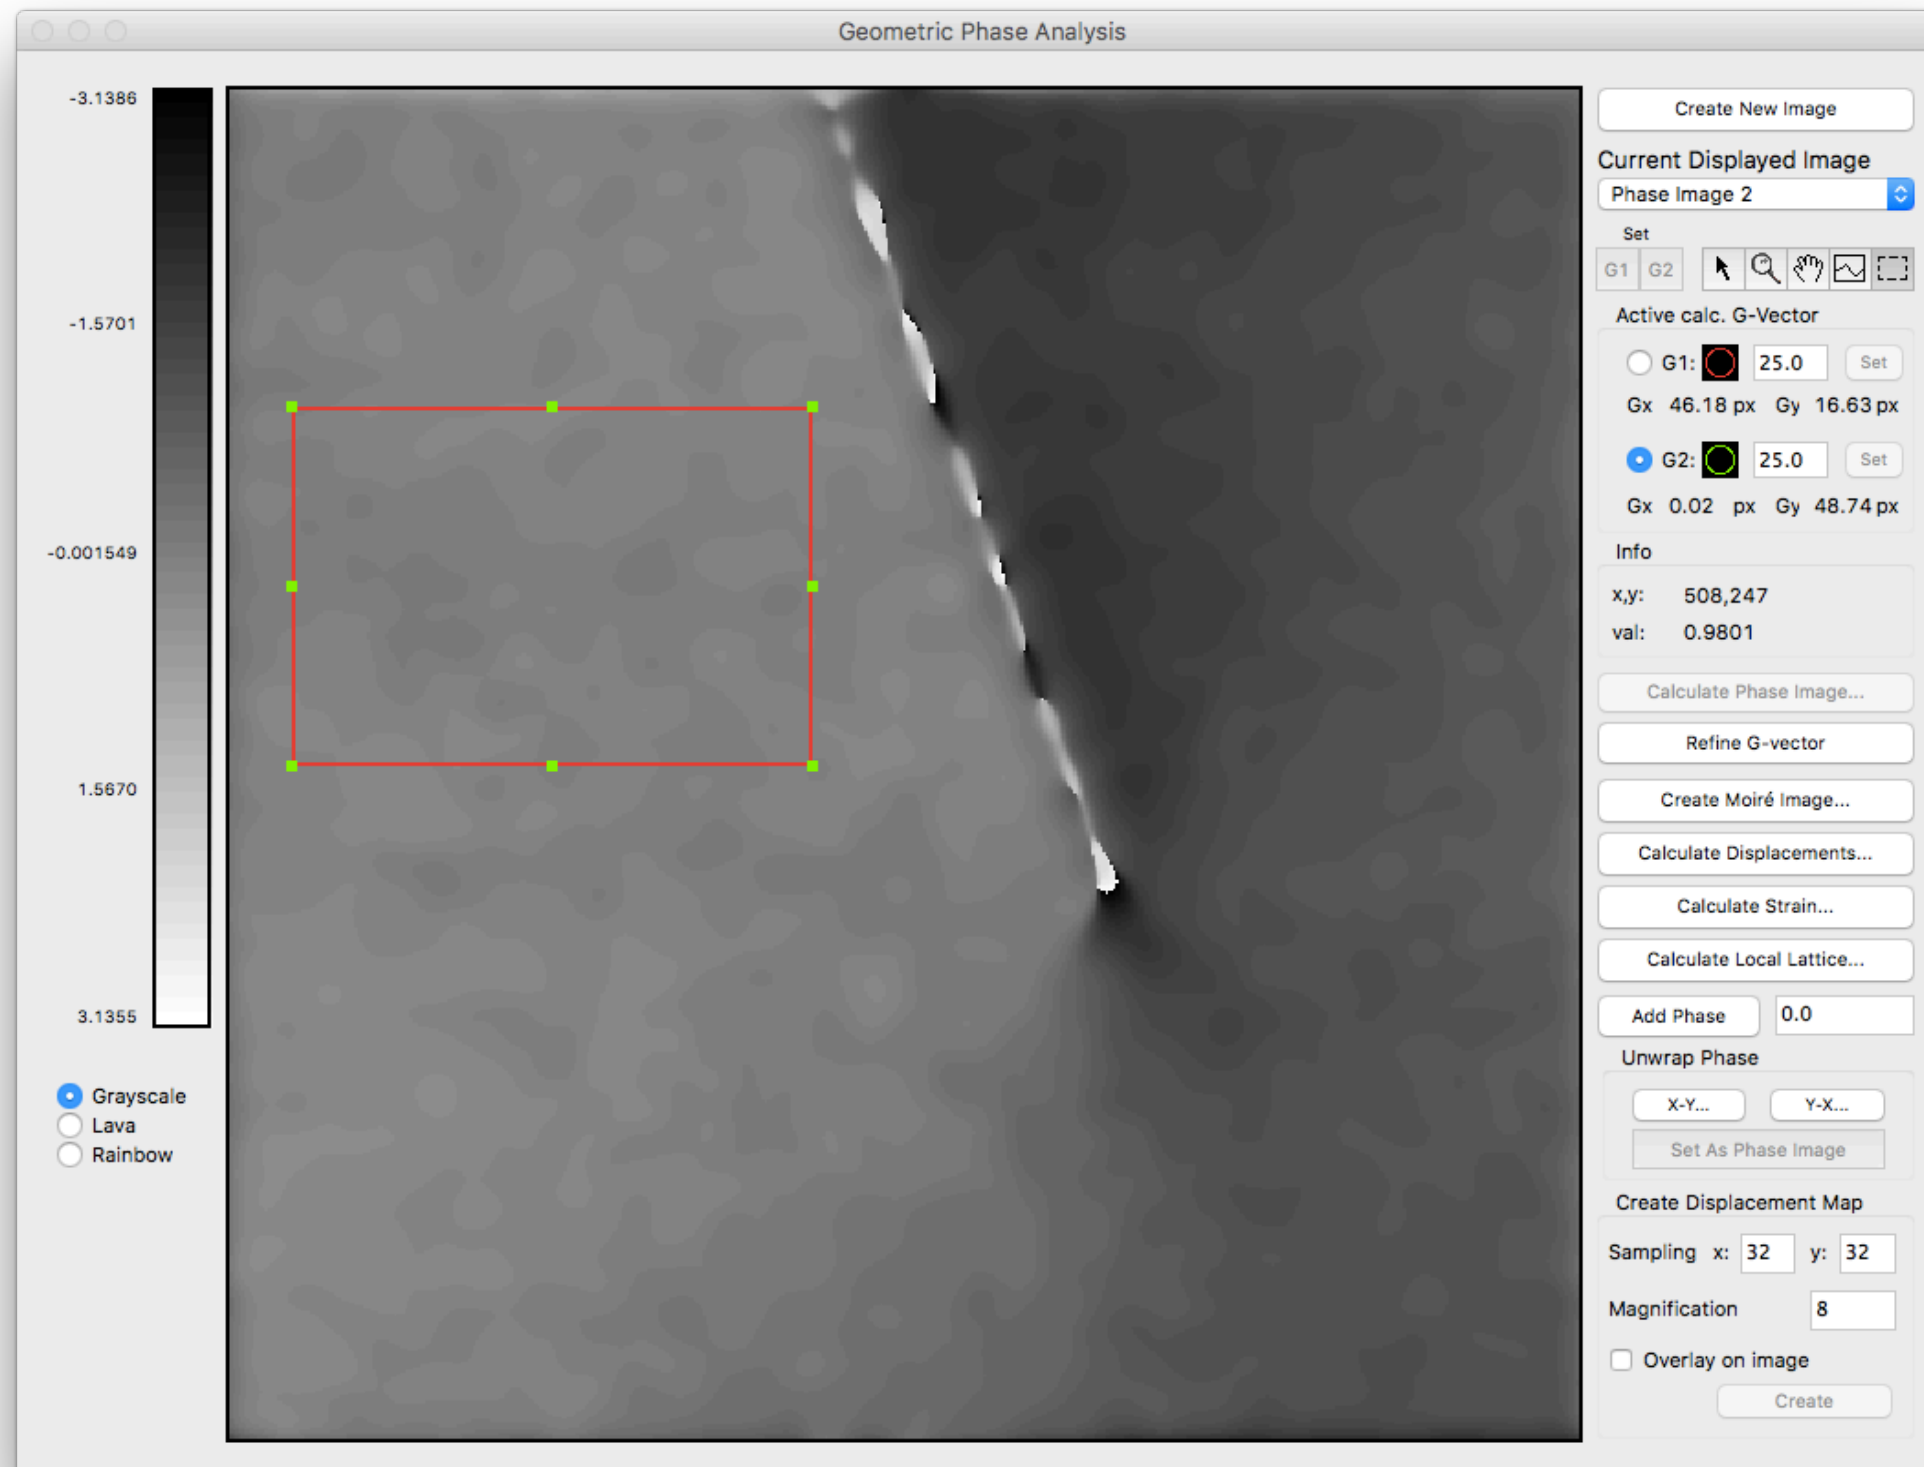 Geometric Phase Analysis
-3.1386
-1.5701
-0.001549
1.5670
3.1355
Grayscale
Lava
Rainbow
Create New Image
Current Displayed Image
Phase Image 2
Set
G1 G2
Active calc. G-Vector
G1: 25.0 Set
Gx 46.18 px Gy 16.63 px
G2: 25.0 Set
Gx 0.02 px Gy 48.74 px
Info
x,y: 508,247
val: 0.9801
Calculate Phase Image...
Refine G-vector
Create Moiré Image...
Calculate Displacements...
Calculate Strain...
Calculate Local Lattice...
Add Phase 0.0
Unwrap Phase
X-Y... Y-X...
Set As Phase Image
Create Displacement Map
Sampling x: 32 y: 32
Magnification 8
Overlay on image
Create